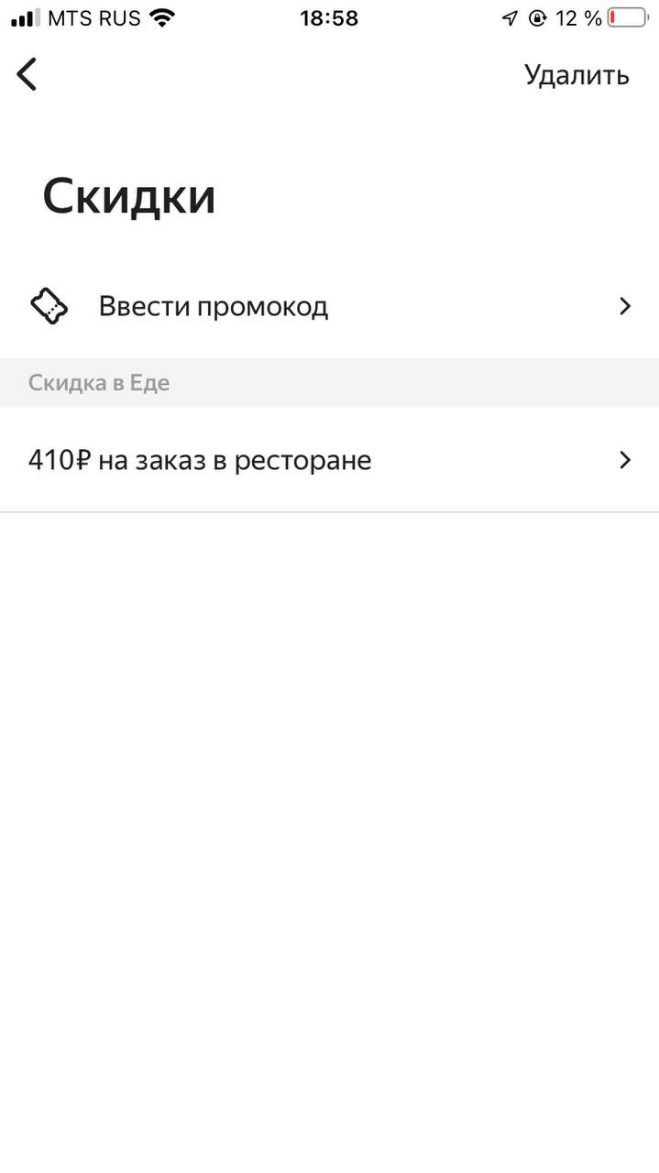 MTS RUS 18:58 12 %
Удалить
Скидки
Ввести промокод
Скидка в Еде
410₽ на заказ в ресторане